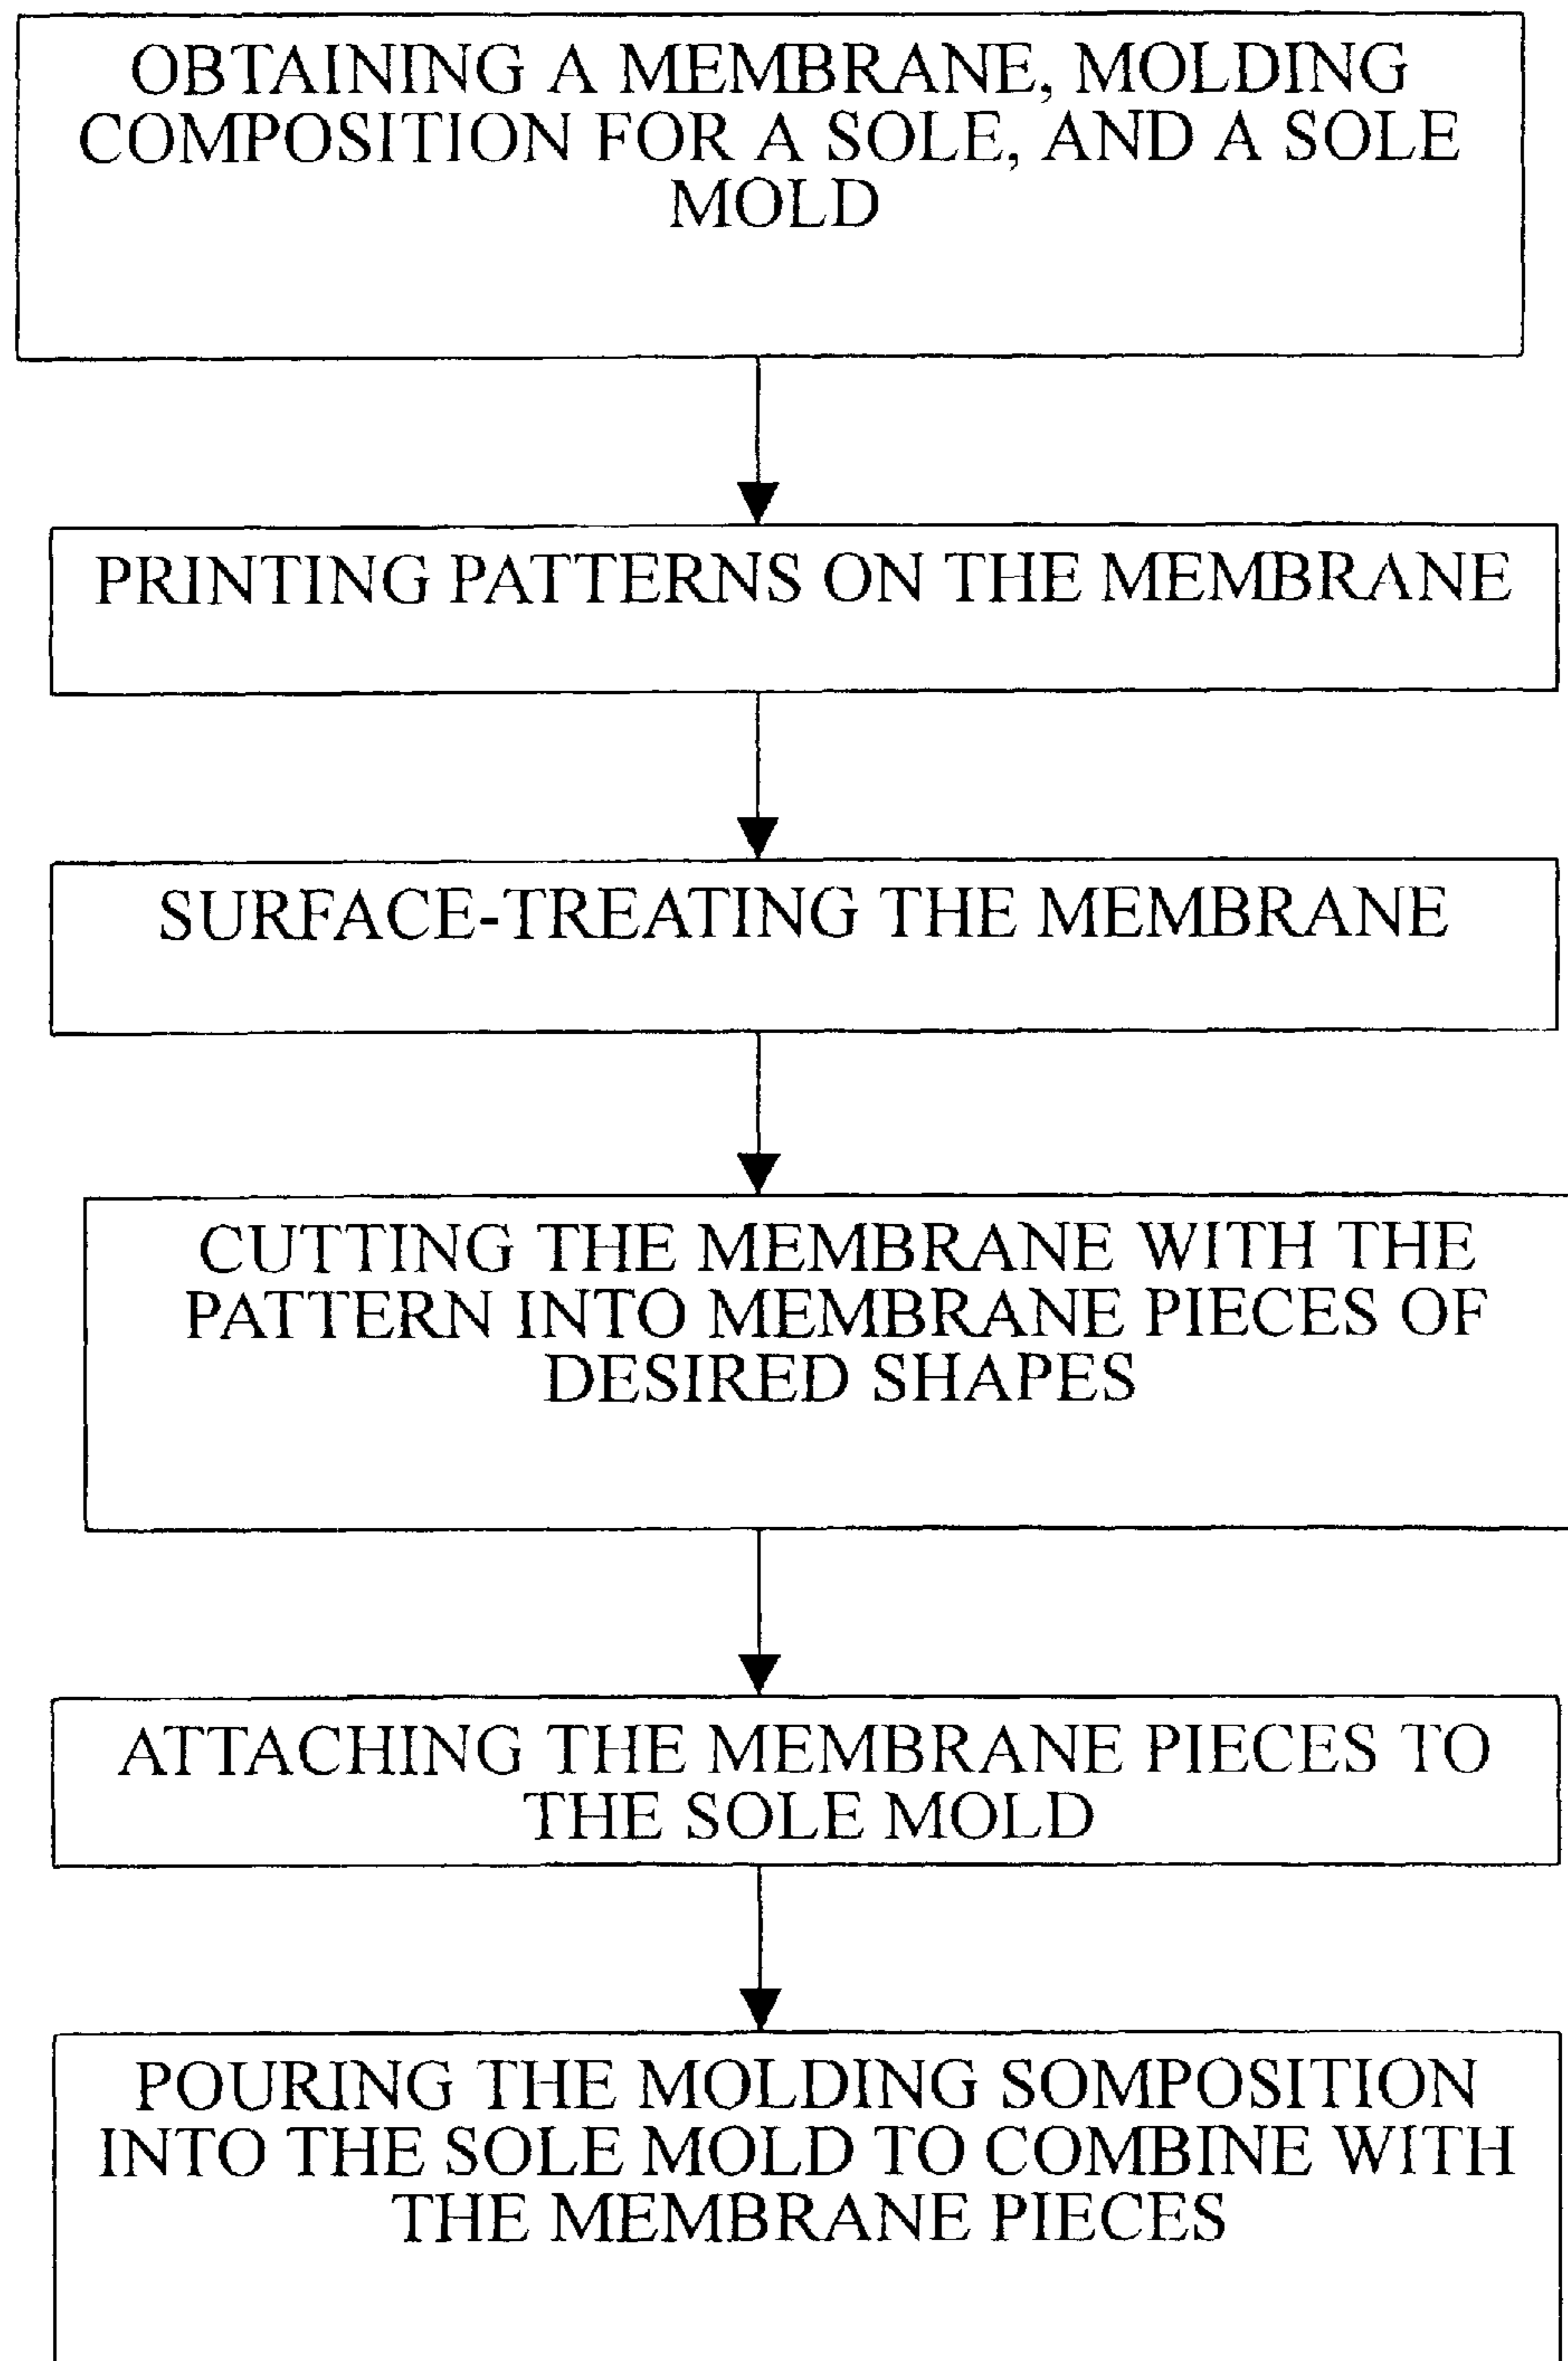 OBTAINING A MEMBRANE, MOLDING
COMPOSITION FOR A SOLE, AND A SOLE
MOLD
PRINTING PATTERNS ON THE MEMBRANE
SURFACE-TREATING THE MEMBRANE
CUTTING THE MEMBRANE WITH THE
PATTERN INTO MEMBRANE PIECES OF
DESIRED SHAPES
ATTACHING THE MEMBRANE PIECES TO
THE SOLE MOLD
POURING THE MOLDING SOMPOSITION
INTO THE SOLE MOLD TO COMBINE WITH
THE MEMBRANE PIECES